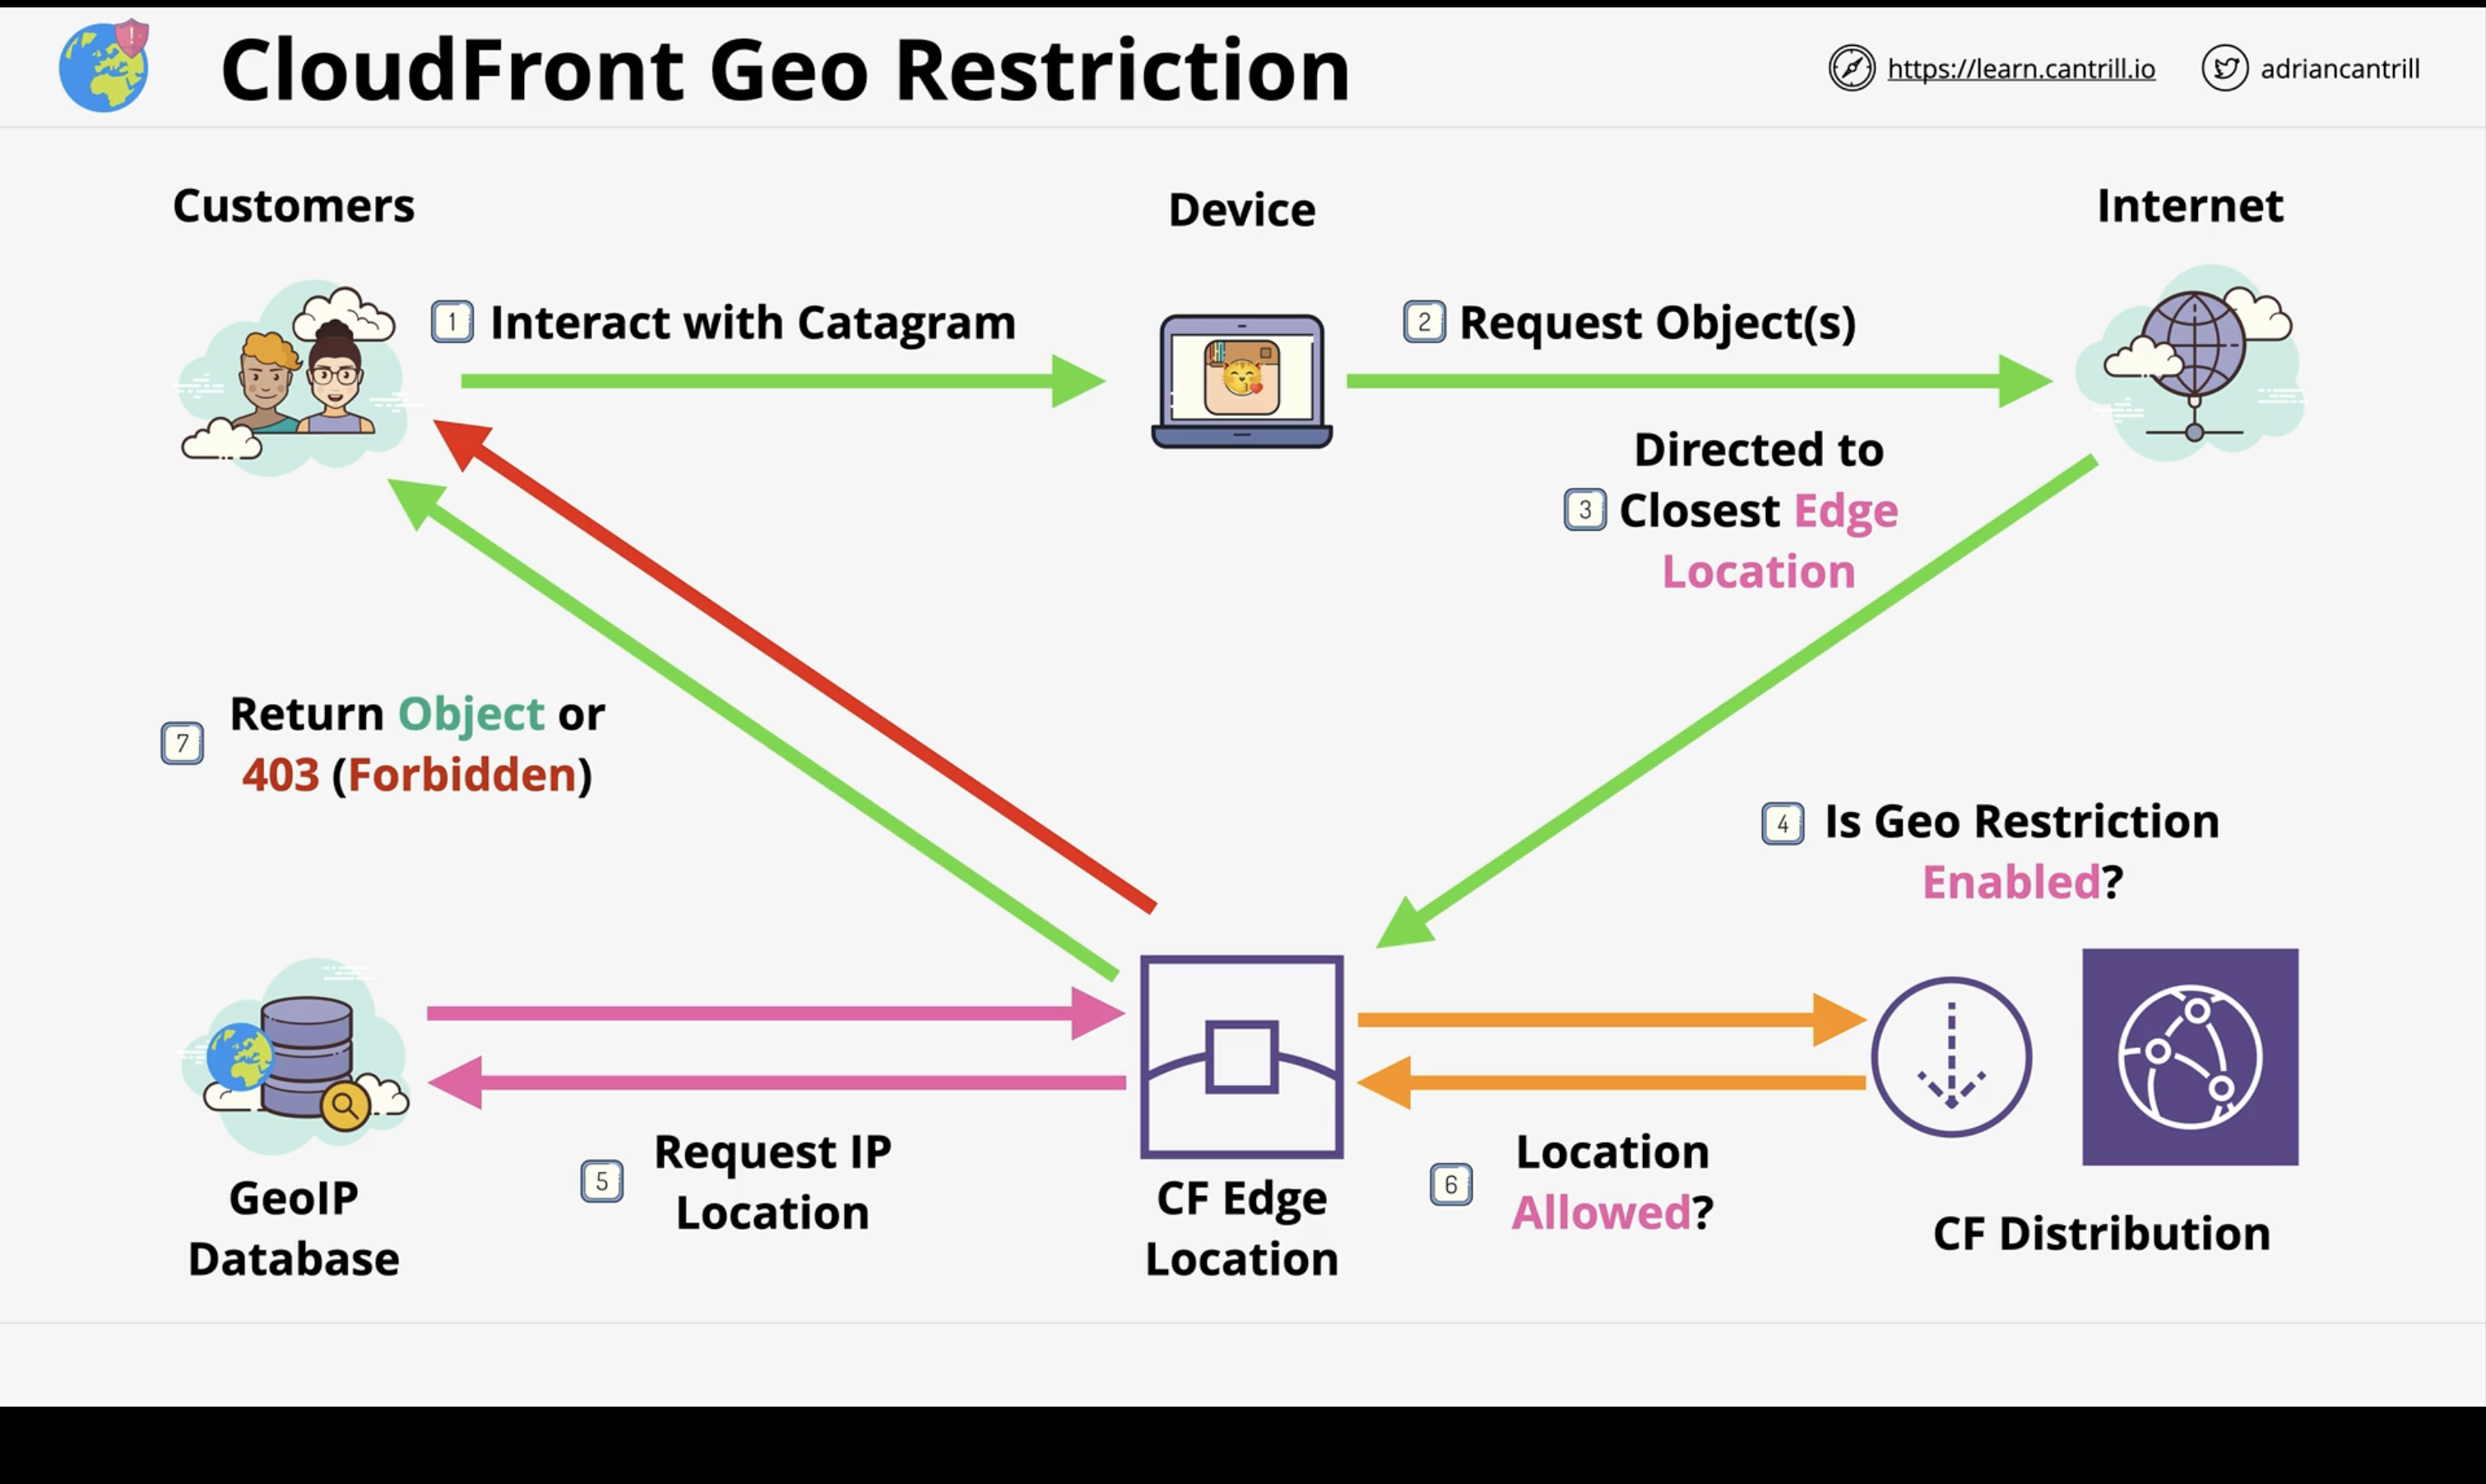 CloudFront Geo Restriction
https://learn.cantrill.io
adriancantrill
Customers
Device
Internet
1 Interact with Catagram
2 Request Object(s)
Directed to
3 Closest Edge
Location
Return Object or
7
403 (Forbidden)
4 Is Geo Restriction
Enabled?
Request IP
5
Location
Location
6
Allowed?
GeoIP
Database
CF Edge
Location
CF Distribution